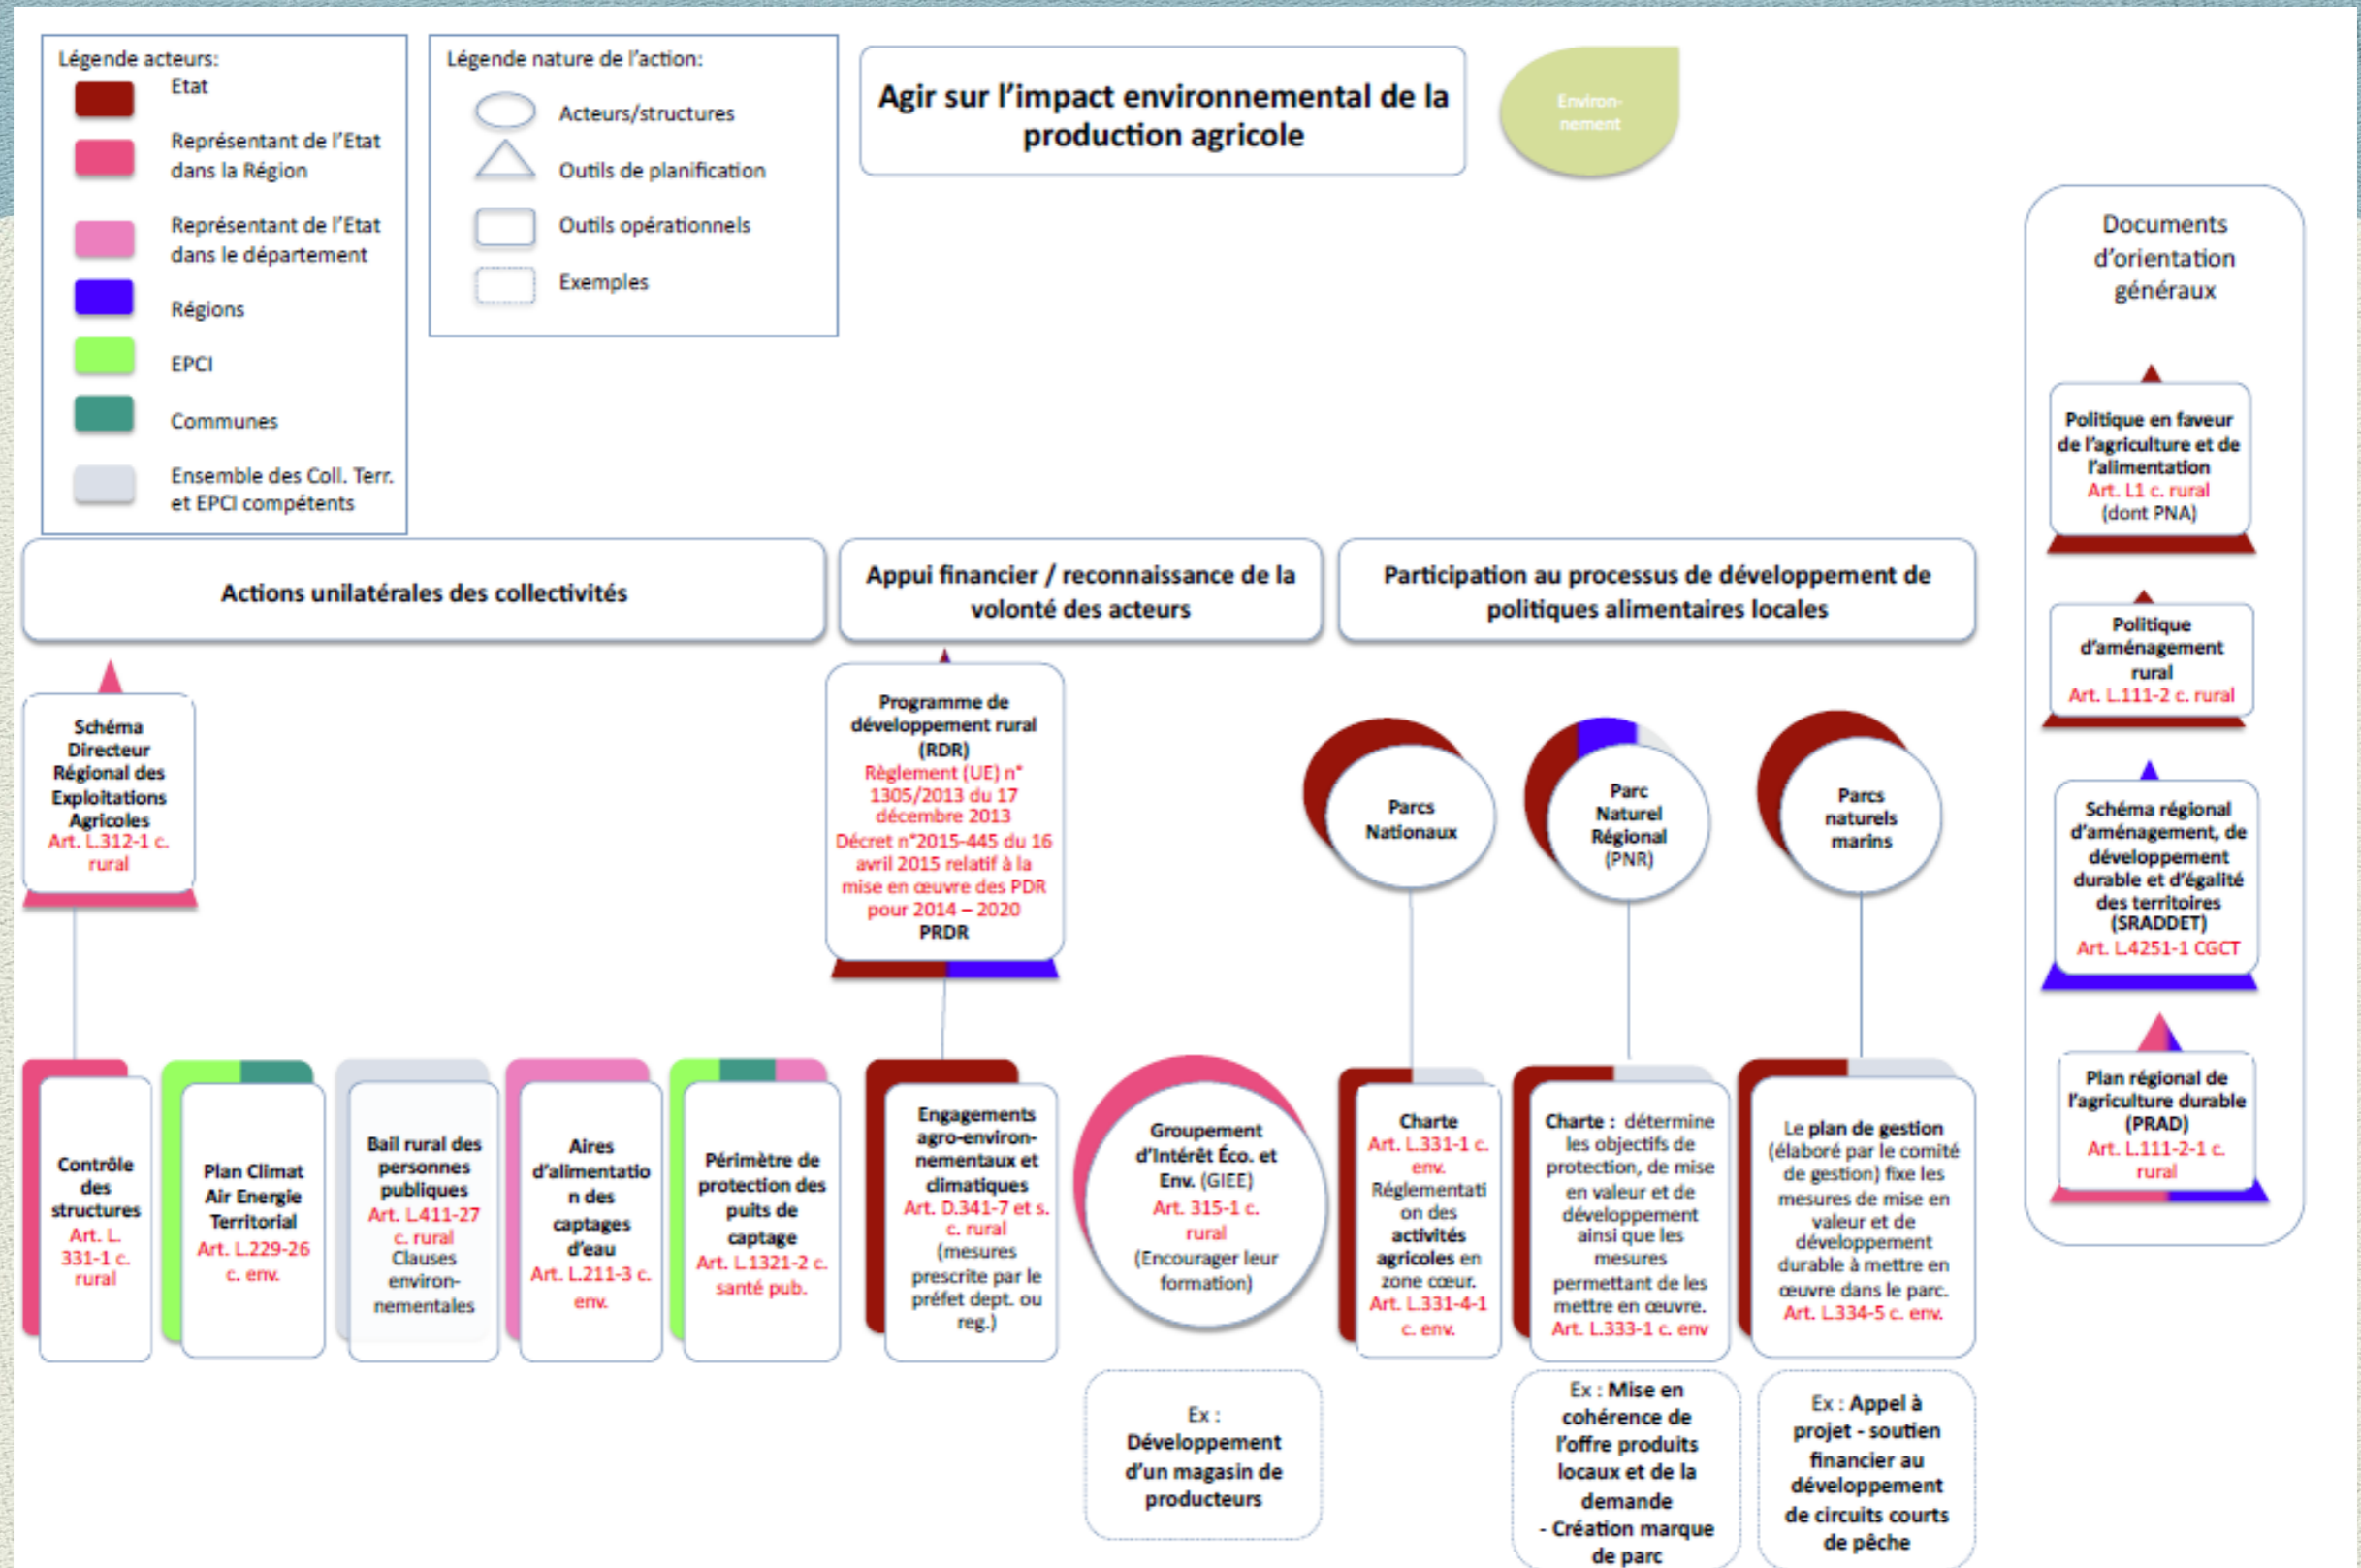 Légende acteurs:
Etat
Représentant de l'Etat
dans la Région
Représentant de l'Etat
dans le département
Régions
EPCI
Communes
Ensemble des Coll. Terr.
et EPCI compétents
Légende nature de l'action:
Acteurs/structures
Outils de planification
Outils opérationnels
Exemples
Agir sur l'impact environnemental de la
production agricole
Environ-
nement
Documents
d'orientation
généraux
Politique en faveur
de l'agriculture et de
l'alimentation
Art. L1 c. rural
(dont PNA)
Politique
d'aménagement
rural
Art. L.111-2 c. rural
Schéma régional
d'aménagement, de
développement
durable et d'égalité
des territoires
(SRADDET)
Art. L.4251-1 CGCT
Plan régional de
l'agriculture durable
(PRAD)
Art. L.111-2-1 c.
rural
Actions unilatérales des collectivités
Appui financier / reconnaissance de la
volonté des acteurs
Participation au processus de développement de
politiques alimentaires locales
Schéma
Directeur
Régional des
Exploitations
Agricoles
Art. L.312-1 c.
rural
Programme de
développement rural
(RDR)
Règlement (UE) n°
1305/2013 du 17
décembre 2013
Décret n°2015-445 du 16
avril 2015 relatif à la
mise en œuvre des PDR
pour 2014 – 2020
PRDR
Parcs
Nationaux
Parc
Naturel
Régional
(PNR)
Parcs
naturels
marins
Contrôle
des
structures
Art. L.
331-1 c.
rural
Plan Climat
Air Energie
Territorial
Art. L.229-26
c. env.
Bail rural des
personnes
publiques
Art. L.411-27
c. rural
Clauses
environ-
nementales
Aires
d'alimentatio
n des
captages
d'eau
Art. L.211-3 c.
env.
Périmètre de
protection des
puits de
captage
Art. L.1321-2 c.
santé pub.
Engagements
agro-environ-
nementaux et
climatiques
Art. D.341-7 et s.
c. rural
(mesures
prescrite par le
préfet dept. ou
reg.)
Groupement
d'Intérêt Éco. et
Env. (GIEE)
Art. 315-1 c.
rural
(Encourager leur
formation)
Charte
Art. L.331-1 c.
env.
Réglementati
on des
activités
agricoles en
zone cœur.
Art. L.331-4-1
c. env.
Charte : détermine
les objectifs de
protection, de mise
en valeur et de
développement
ainsi que les
mesures
permettant de les
mettre en œuvre.
Art. L.333-1 c. env
Le plan de gestion
(élaboré par le comité
de gestion) fixe les
mesures de mise en
valeur et de
développement
durable à mettre en
œuvre dans le parc.
Art. L.334-5 c. env.
Ex :
Développement
d'un magasin de
producteurs
Ex : Mise en
cohérence de
l'offre produits
locaux et de la
demande
- Création marque
de parc
Ex : Appel à
projet - soutien
financier au
développement
de circuits courts
de pêche